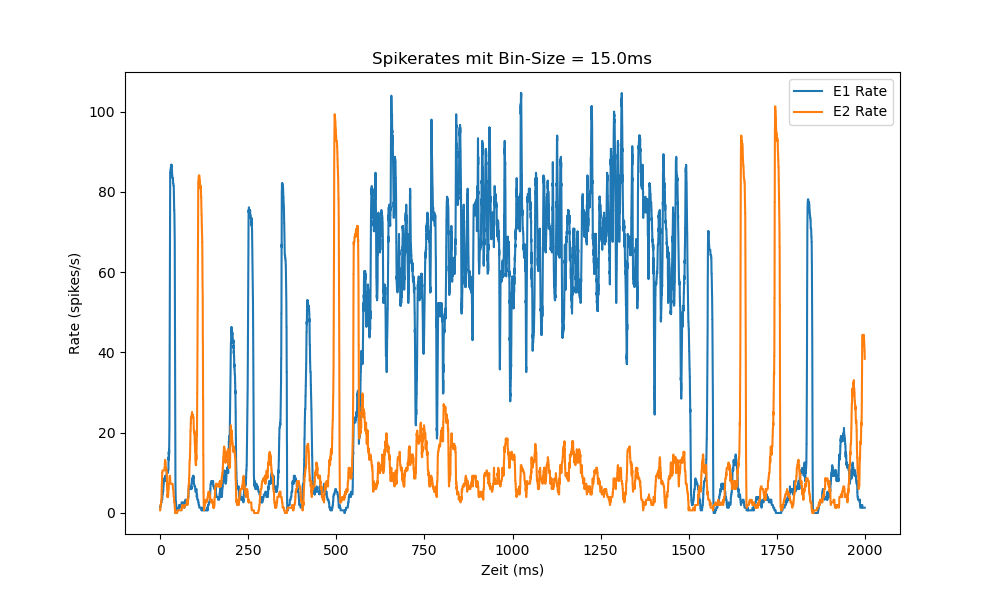 Spikerates mit Bin-Size = 15.0ms
E1 Rate
E2 Rate
Rate (spikes/s)
100
80
60
40
20
0
0 250 500 750 1000 1250 1500 1750 2000
Zeit (ms)